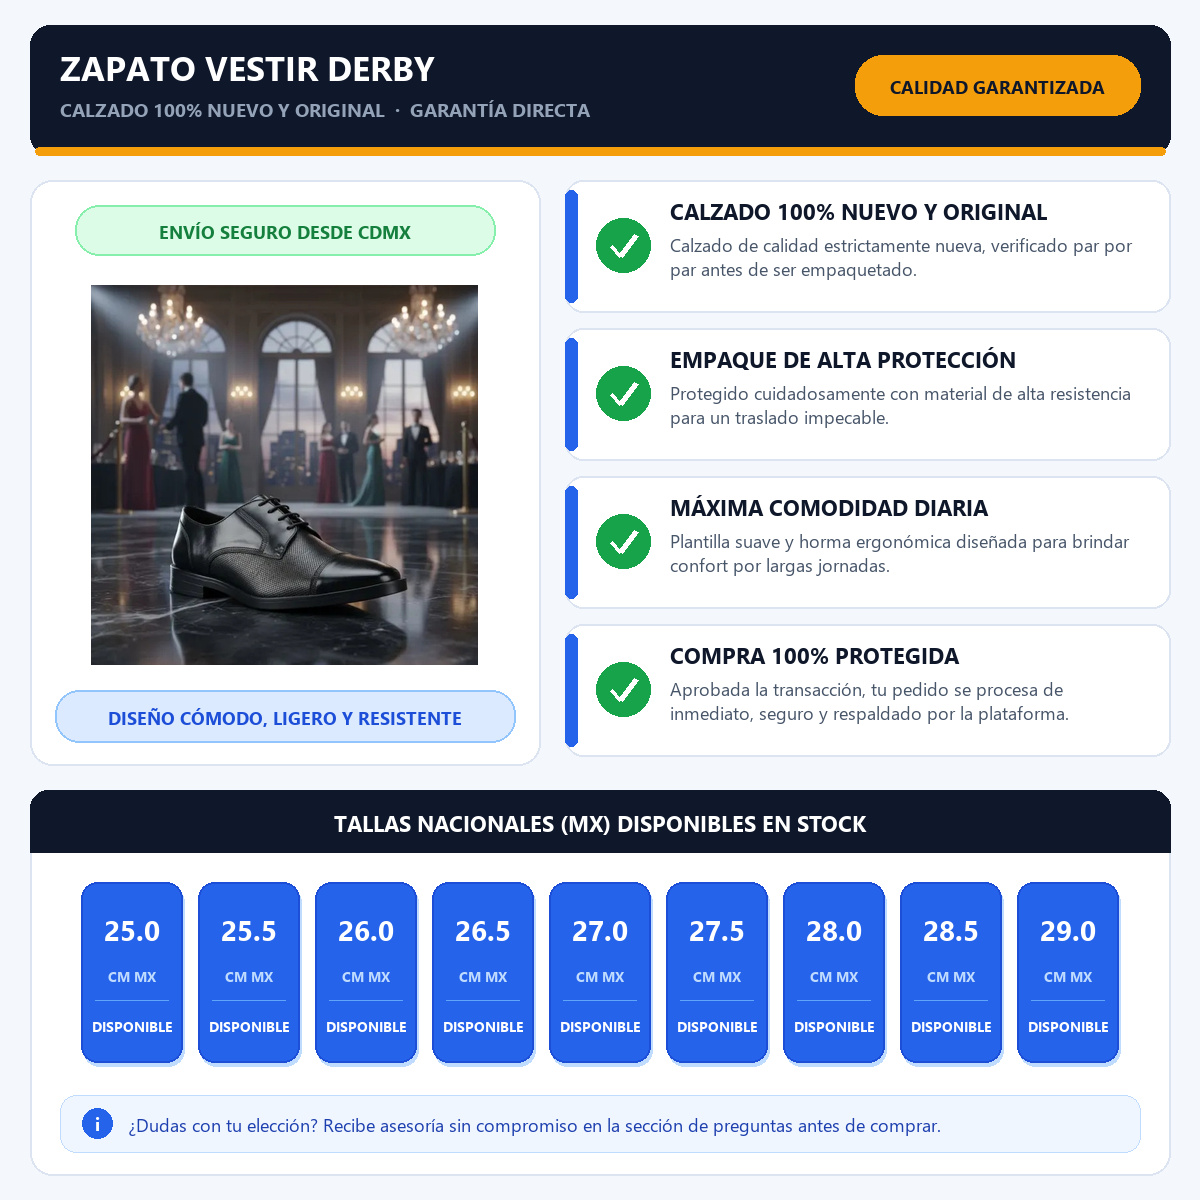 ZAPATO VESTIR DERBY
CALZADO 100% NUEVO Y ORIGINAL · GARANTÍA DIRECTA
CALIDAD GARANTIZADA
ENVÍO SEGURO DESDE CDMX
DISEÑO CÓMODO, LIGERO Y RESISTENTE
CALZADO 100% NUEVO Y ORIGINAL
Calzado de calidad estrictamente nueva, verificado par por
par antes de ser empaquetado.
EMPAQUE DE ALTA PROTECCIÓN
Protegido cuidadosamente con material de alta resistencia
para un traslado impecable.
MÁXIMA COMODIDAD DIARIA
Plantilla suave y horma ergonómica diseñada para brindar
confort por largas jornadas.
COMPRA 100% PROTEGIDA
Aprobada la transacción, tu pedido se procesa de
inmediato, seguro y respaldado por la plataforma.
TALLAS NACIONALES (MX) DISPONIBLES EN STOCK
25.0 25.5 26.0 26.5 27.0 27.5 28.0 28.5 29.0
CM MX CM MX CM MX CM MX CM MX CM MX CM MX CM MX CM MX
DISPONIBLE DISPONIBLE DISPONIBLE DISPONIBLE DISPONIBLE DISPONIBLE DISPONIBLE DISPONIBLE DISPONIBLE
i ¿Dudas con tu elección? Recibe asesoría sin compromiso en la sección de preguntas antes de comprar.